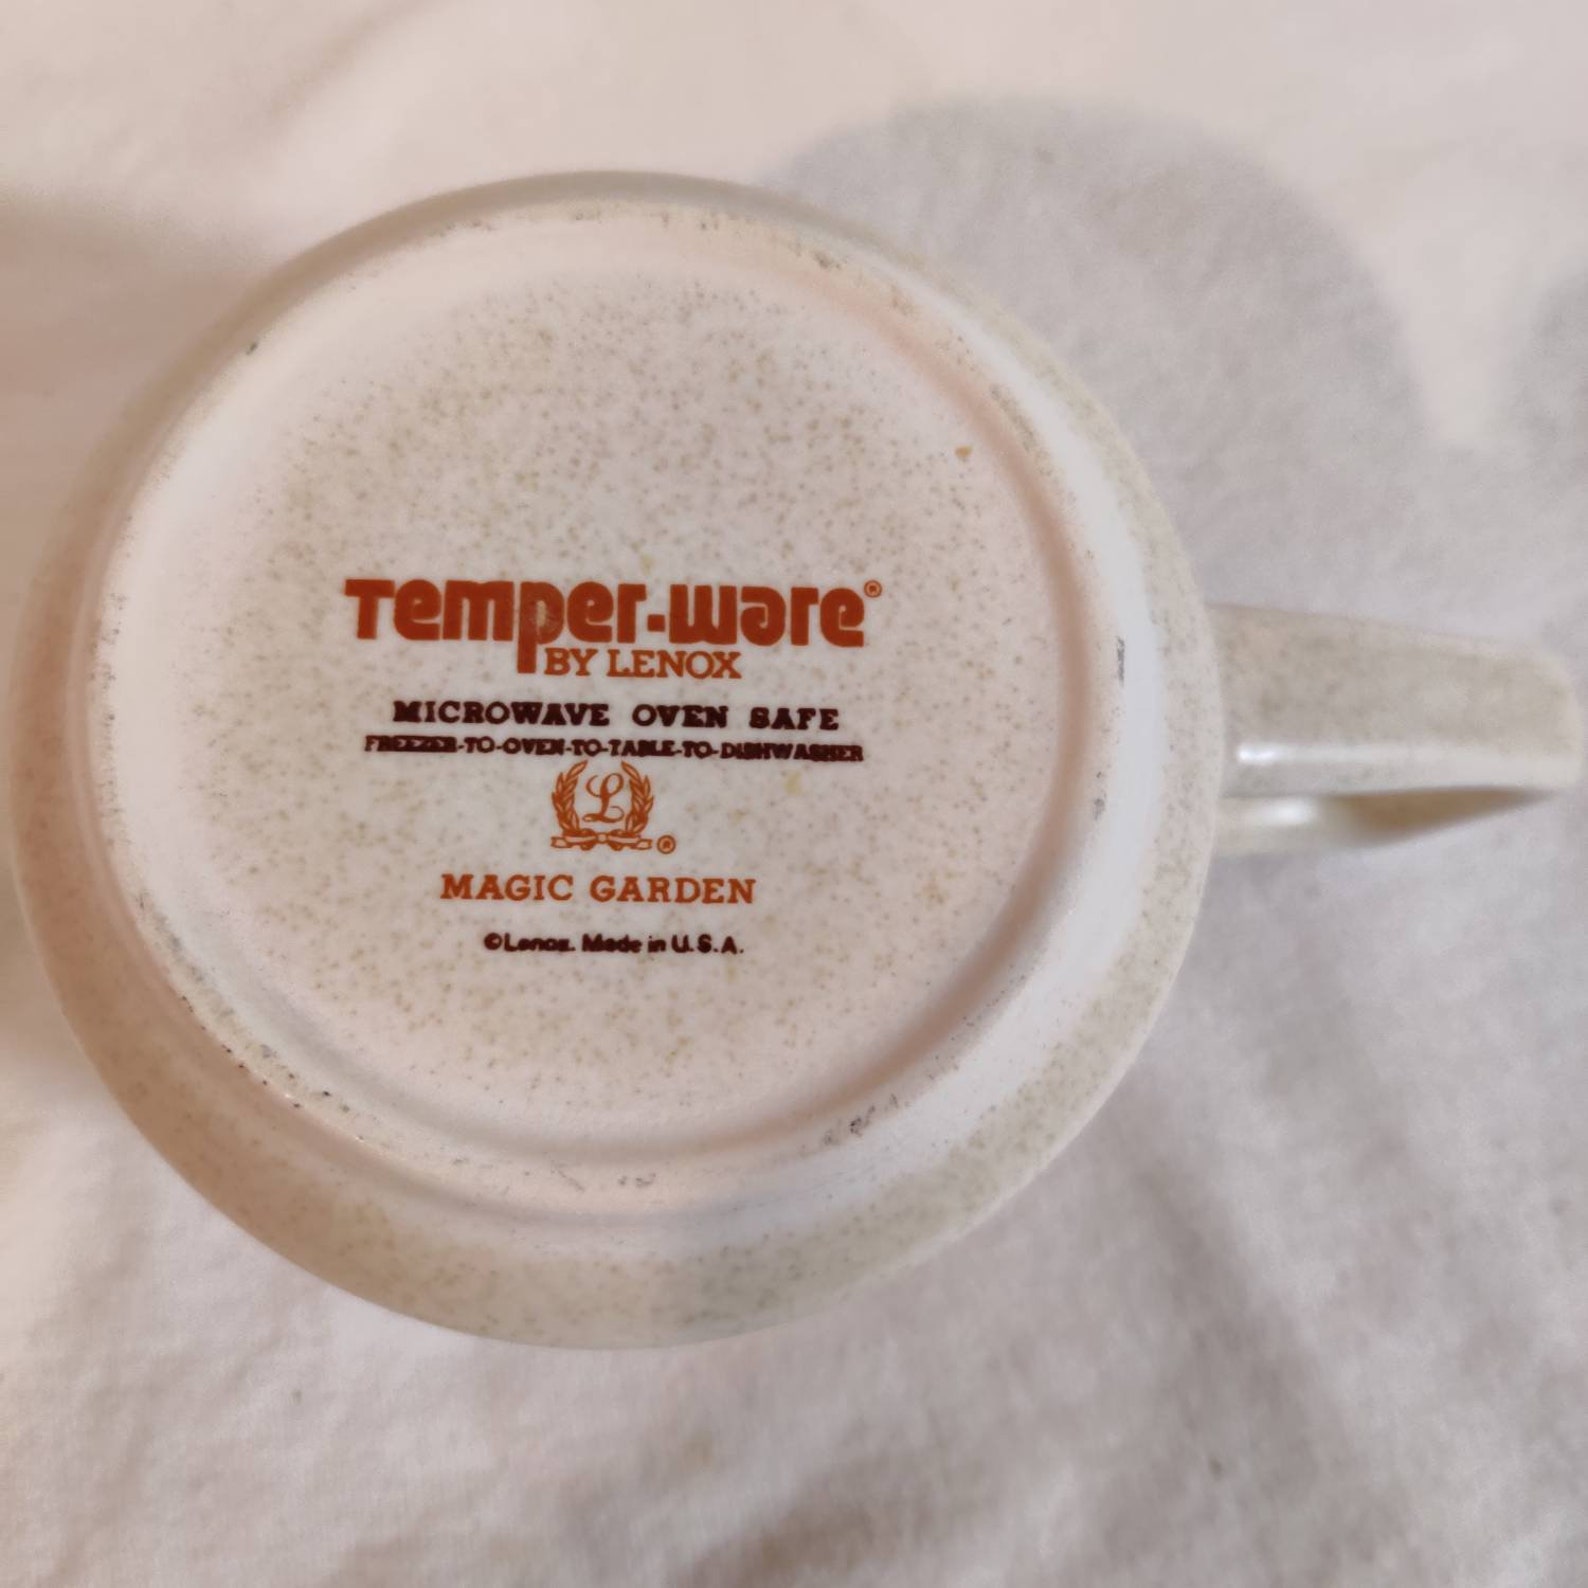 Temper-ware®
BY LENOX
MICROWAVE OVEN SAFE
FREEZER-TO-OVEN-TO-TABLE-TO-DISHWASHER
L
®
MAGIC GARDEN
©Lenox. Made in U.S.A.